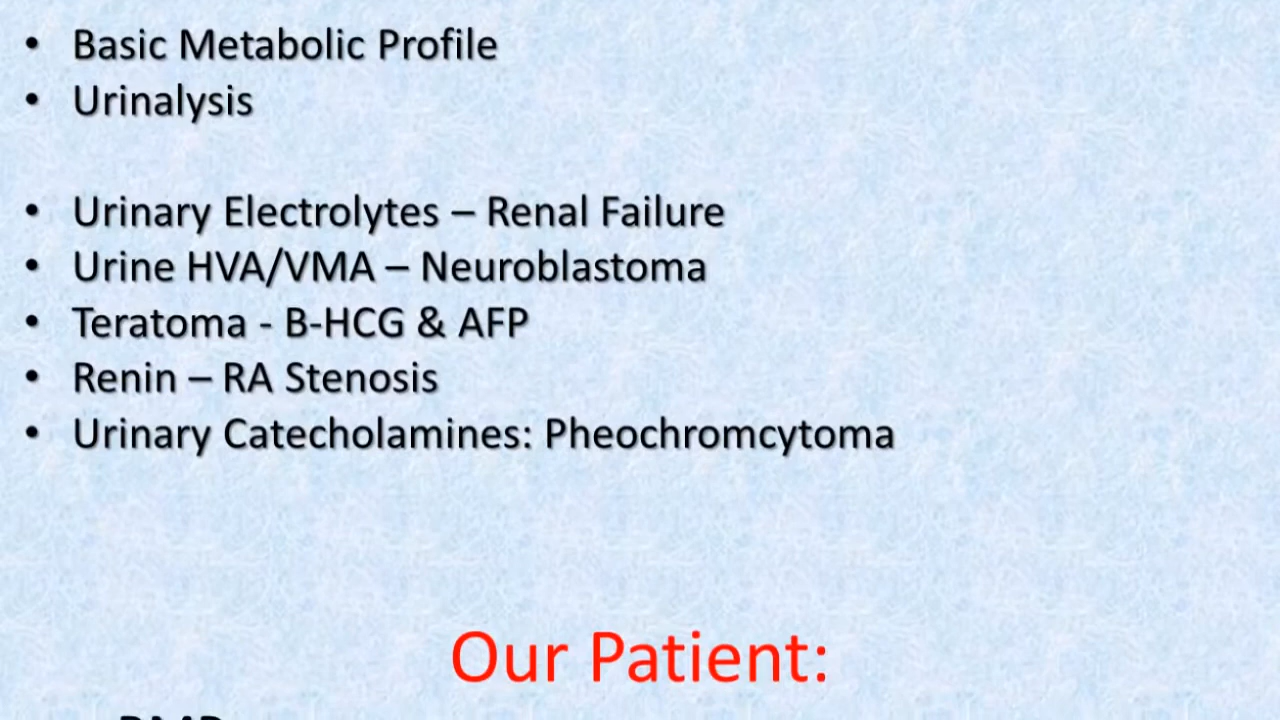 • Basic Metabolic Profile
• Urinalysis
• Urinary Electrolytes – Renal Failure
• Urine HVA/VMA – Neuroblastoma
• Teratoma - B-HCG & AFP
• Renin – RA Stenosis
• Urinary Catecholamines: Pheochromcytoma
Our Patient: